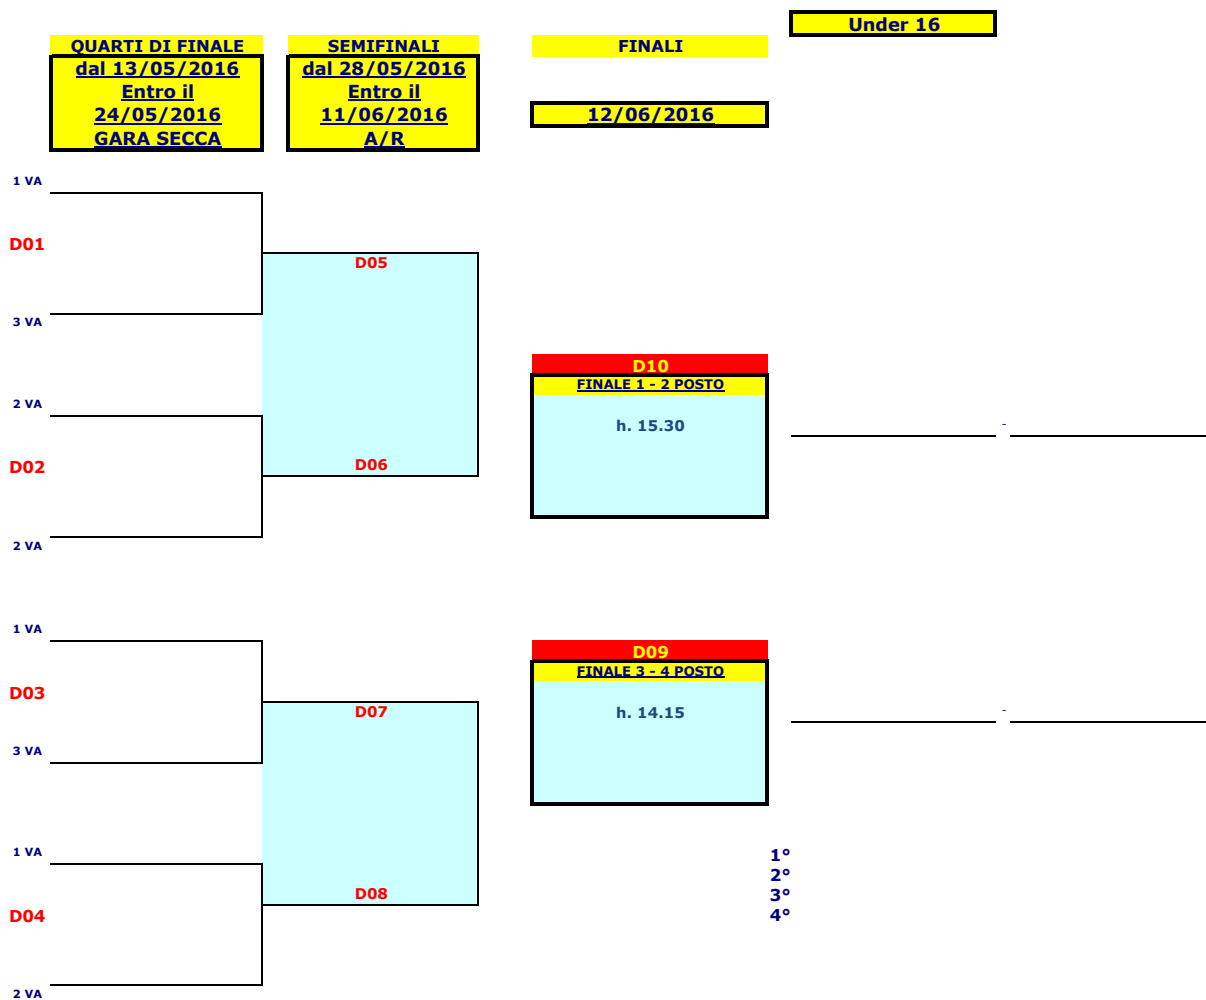 Under 16
QUARTI DI FINALE
dal 13/05/2016
Entro il
24/05/2016
GARA SECCA
SEMIFINALI
dal 28/05/2016
Entro il
11/06/2016
A/R
FINALI
12/06/2016
1 VA
D01
3 VA
2 VA
D02
2 VA
1 VA
D03
3 VA
1 VA
D04
2 VA
D05
D06
D07
D08
D10
FINALE 1 - 2 POSTO
h. 15.30
-
D09
FINALE 3 - 4 POSTO
h. 14.15
-
1°
2°
3°
4°